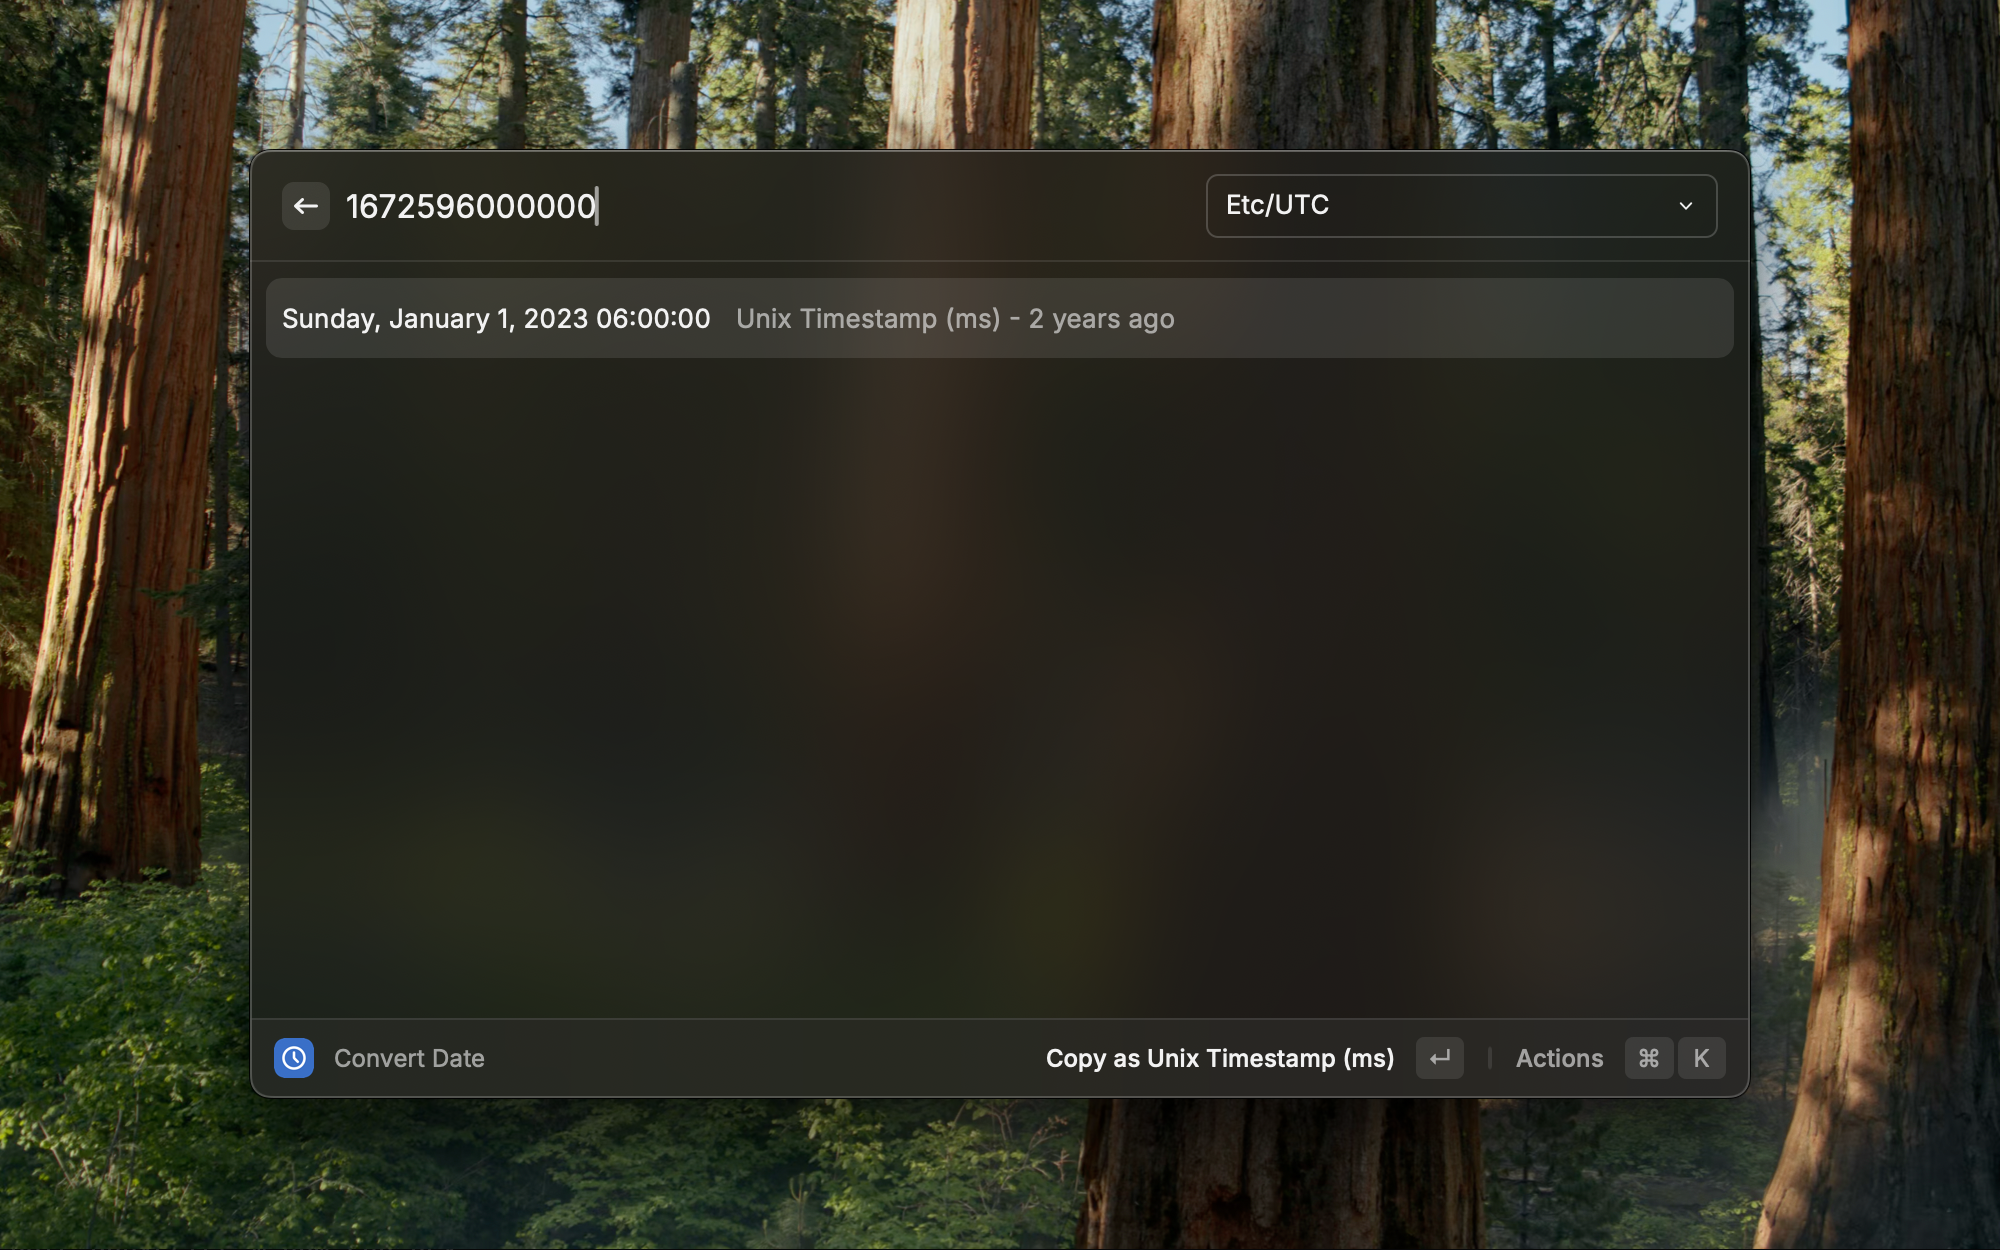 1672596000000
Etc/UTC
Sunday, January 1, 2023 06:00:00 Unix Timestamp (ms) - 2 years ago
Convert Date
Copy as Unix Timestamp (ms) ↵ Actions ⌘ K